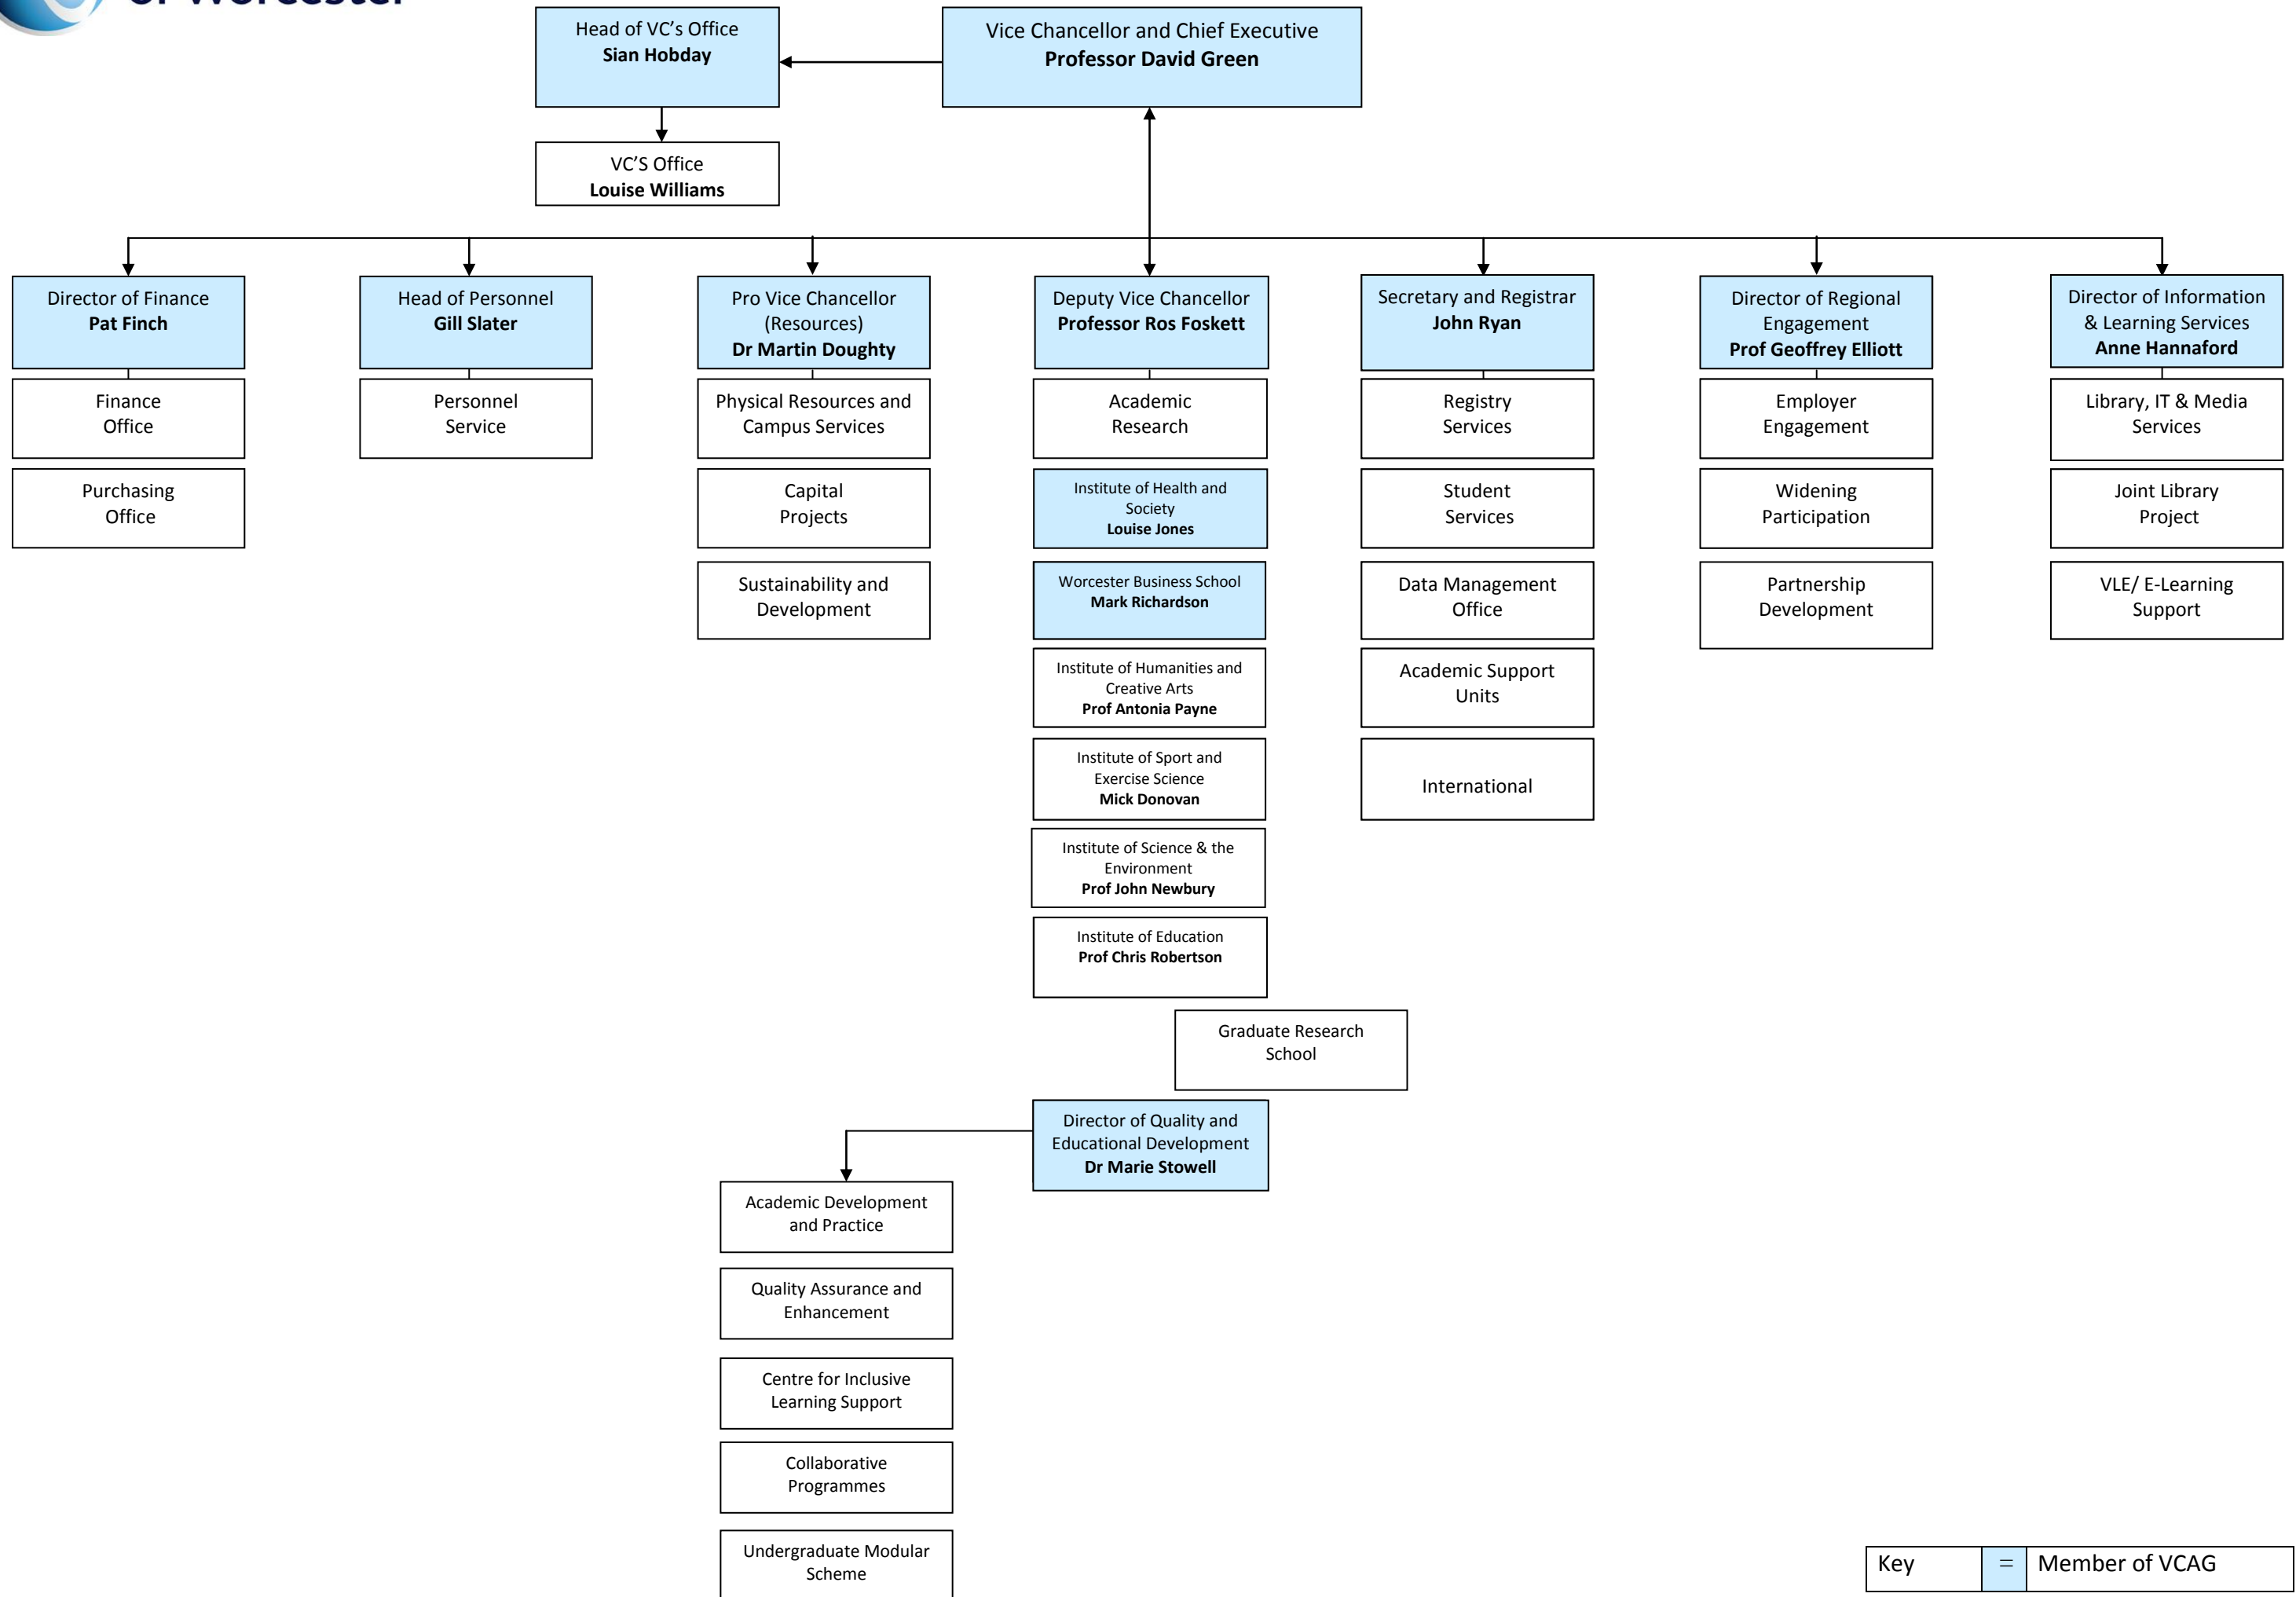 of Worcester
Head of VC's Office
Sian Hobday
Vice Chancellor and Chief Executive
Professor David Green
VC'S Office
Louise Williams
Director of Finance
Pat Finch
Head of Personnel
Gill Slater
Pro Vice Chancellor
(Resources)
Dr Martin Doughty
Deputy Vice Chancellor
Professor Ros Foskett
Secretary and Registrar
John Ryan
Director of Regional
Engagement
Prof Geoffrey Elliott
Director of Information
& Learning Services
Anne Hannaford
Finance
Office
Personnel
Service
Physical Resources and
Campus Services
Academic
Research
Registry
Services
Employer
Engagement
Library, IT & Media
Services
Purchasing
Office
Capital
Projects
Institute of Health and
Society
Louise Jones
Student
Services
Widening
Participation
Joint Library
Project
Sustainability and
Development
Worcester Business School
Mark Richardson
Data Management
Office
Partnership
Development
VLE/ E-Learning
Support
Institute of Humanities and
Creative Arts
Prof Antonia Payne
Academic Support
Units
Institute of Sport and
Exercise Science
Mick Donovan
International
Institute of Science & the
Environment
Prof John Newbury
Institute of Education
Prof Chris Robertson
Graduate Research
School
Director of Quality and
Educational Development
Dr Marie Stowell
Academic Development
and Practice
Quality Assurance and
Enhancement
Centre for Inclusive
Learning Support
Collaborative
Programmes
Undergraduate Modular
Scheme
Key = Member of VCAG